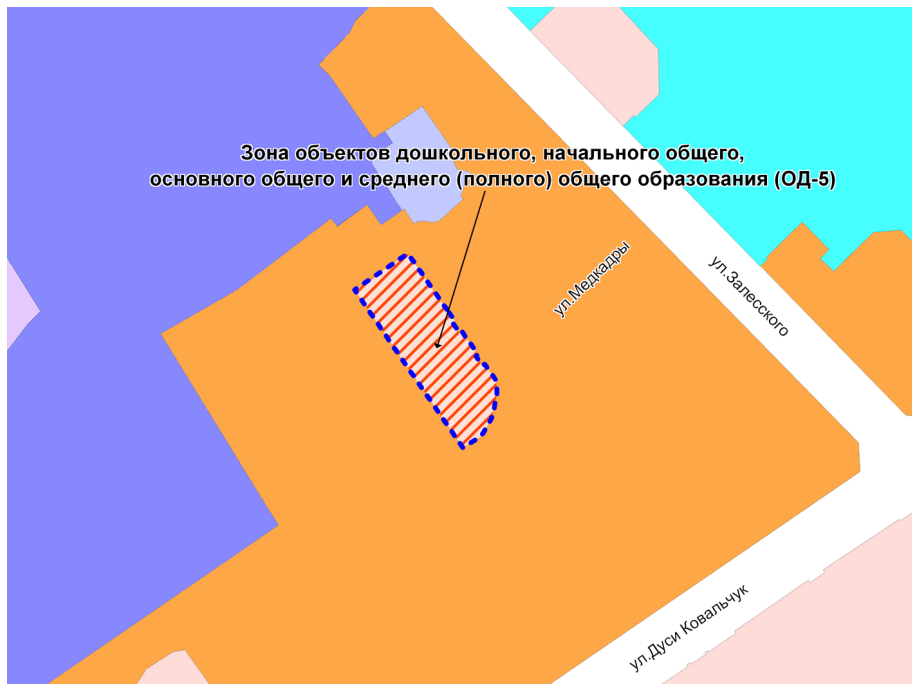 Зона объектов дошкольного, начального общего,
основного общего и среднего (полного) общего образования (ОД-5)
ул.Медкадры
ул.Залесского
ул.Дуси Ковальчук